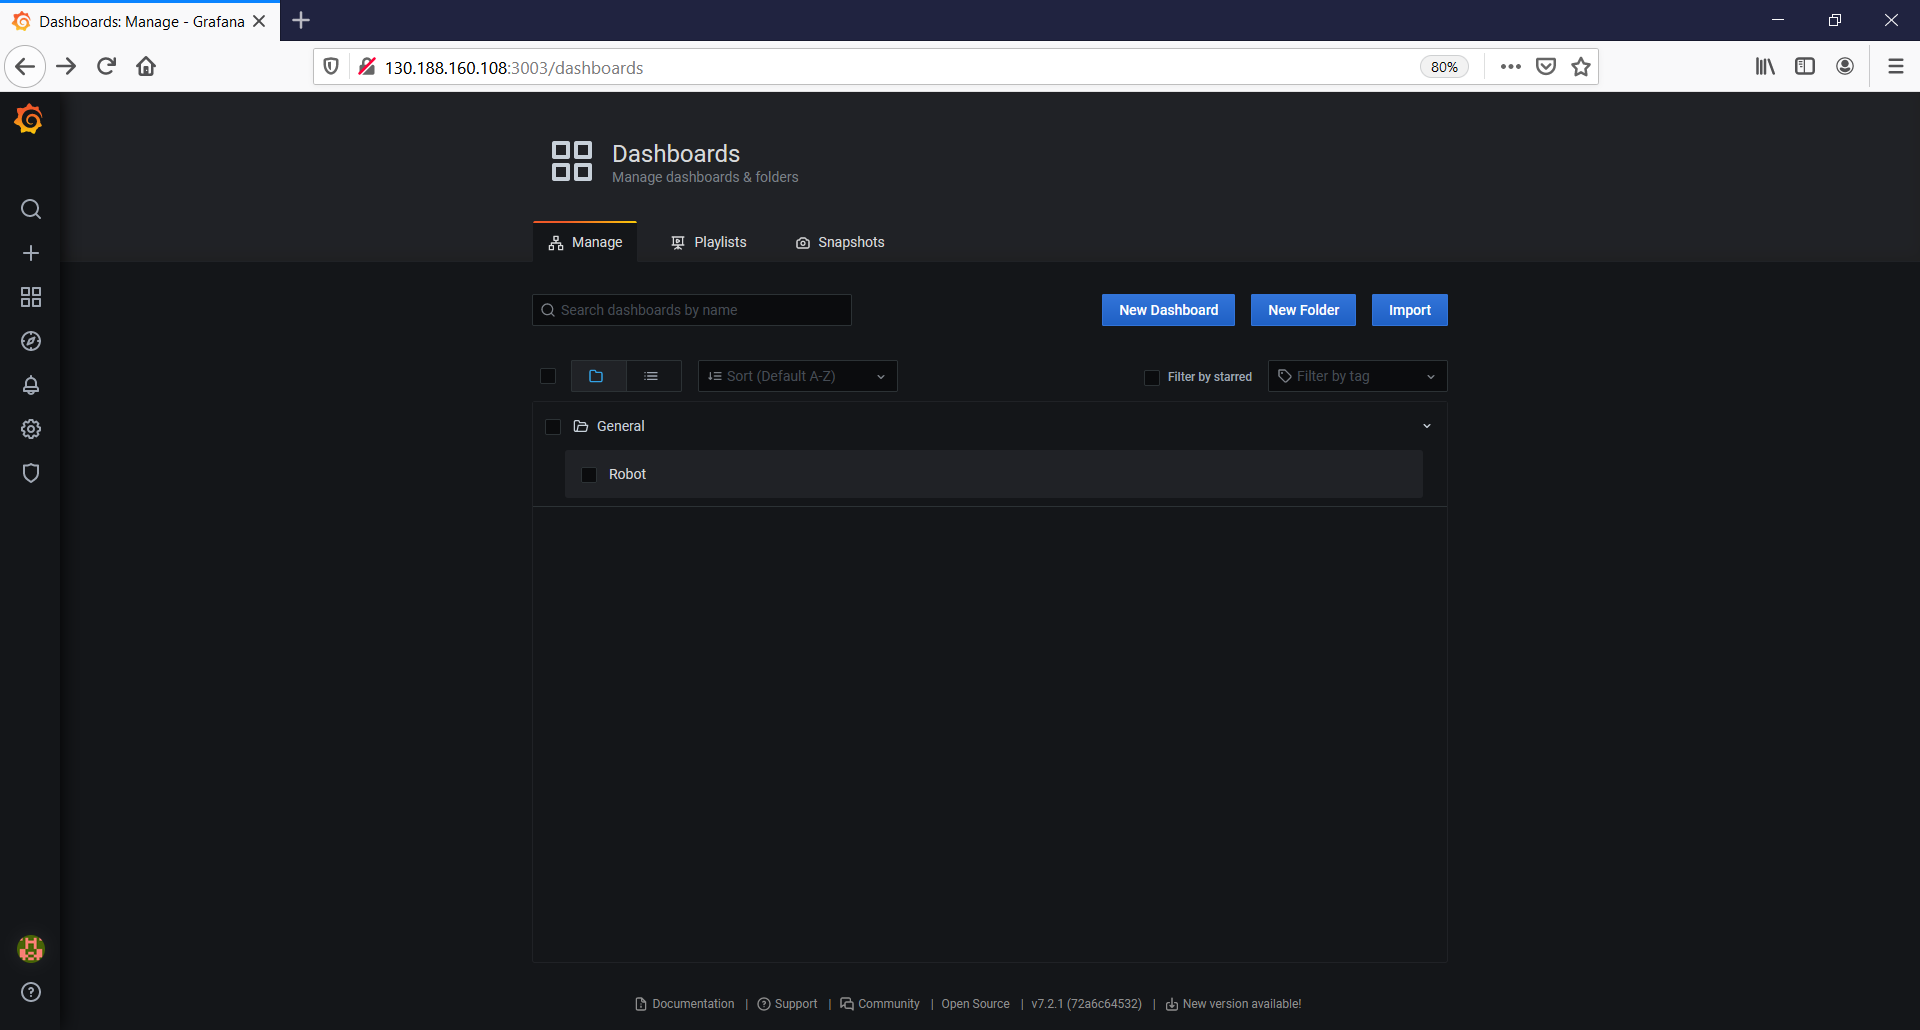 Dashboards: Manage - Grafana
130.188.160.108:3003/dashboards
80%
Dashboards
Manage dashboards & folders
Manage
Playlists
Snapshots
Search dashboards by name
New Dashboard
New Folder
Import
Sort (Default A-Z)
Filter by starred
Filter by tag
General
Robot
Documentation | Support | Community | Open Source | v7.2.1 (72a6c64532) | New version available!